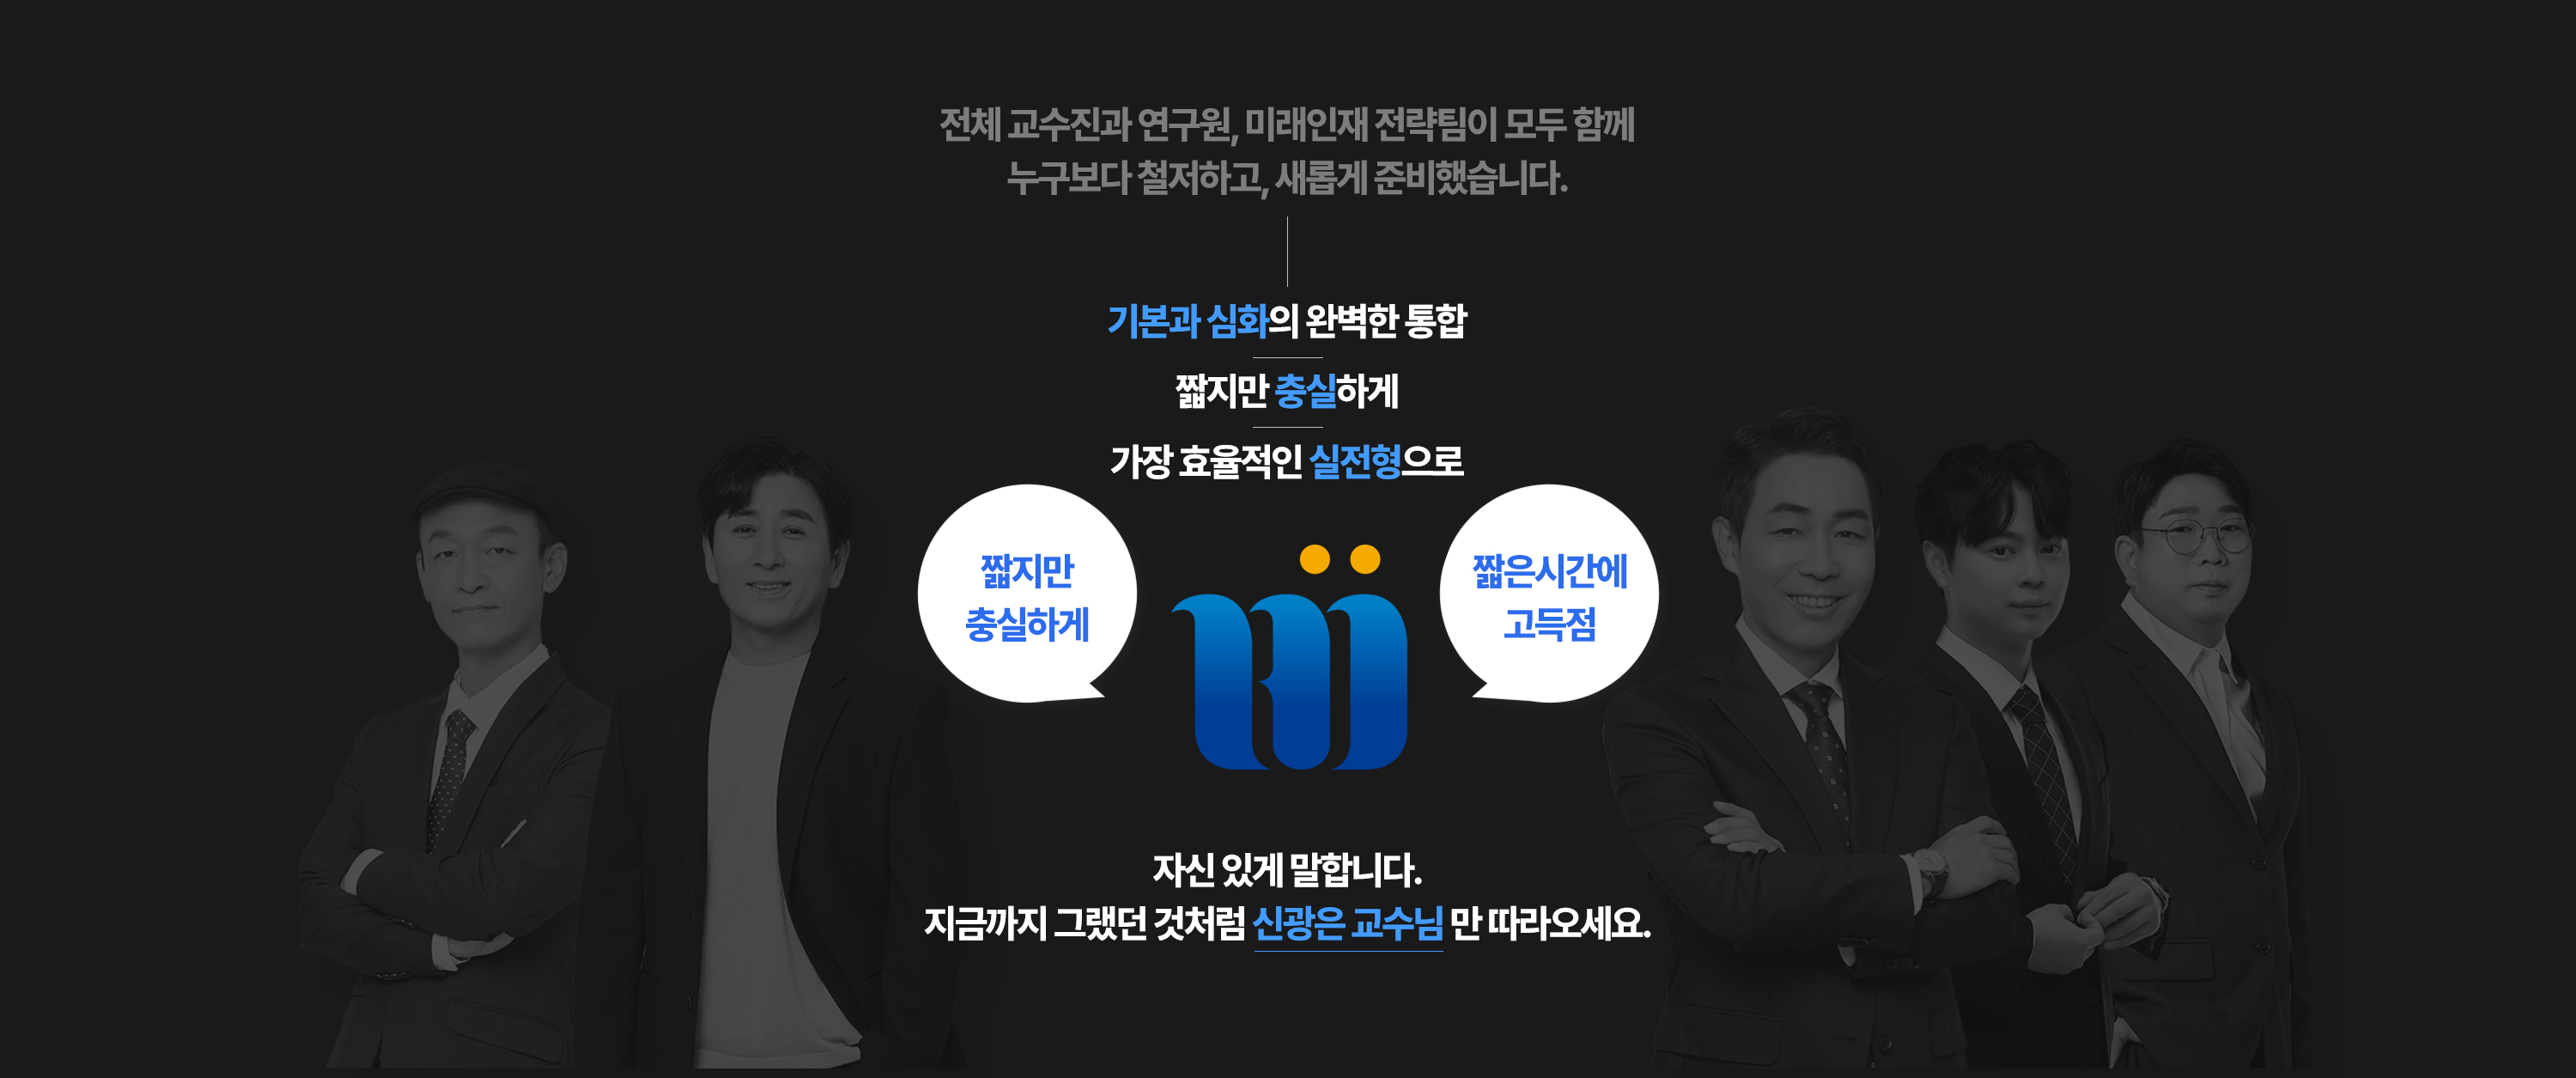 전체 교수진과 연구원, 미래인재 전략팀이 모두 함께
누구보다 철저하고, 새롭게 준비했습니다.
기본과 심화의 완벽한 통합
짧지만 충실하게
가장 효율적인 실전형으로
짧지만
충실하게
짧은시간에
고득점
자신 있게 말합니다.
지금까지 그랬던 것처럼 신광은 교수님 만 따라오세요.